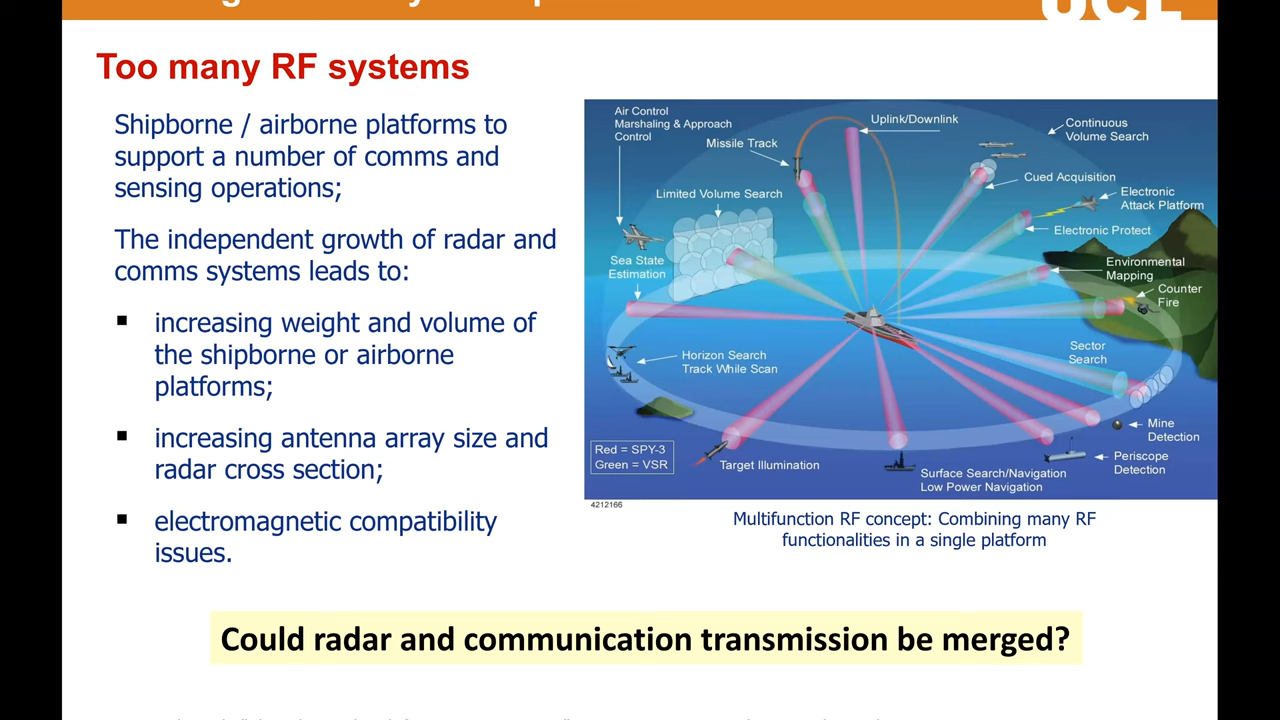 UCL
Too many RF systems
Shipborne / airborne platforms to
support a number of comms and
sensing operations;
The independent growth of radar and
comms systems leads to:
▪ increasing weight and volume of
the shipborne or airborne
platforms;
▪ increasing antenna array size and
radar cross section;
▪ electromagnetic compatibility
issues.
Air Control
Marshaling & Approach
Control
Missile Track
Uplink/Downlink
Continuous
Volume Search
Limited Volume Search
Cued Acquisition
Electronic
Attack Platform
Electronic Protect
Sea State
Estimation
Environmental
Mapping
Counter
Fire
Horizon Search
Track While Scan
Sector
Search
Mine
Detection
Periscope
Detection
Red = SPY-3
Green = VSR
Target Illumination
Surface Search/Navigation
Low Power Navigation
4212166
Multifunction RF concept: Combining many RF
functionalities in a single platform
Could radar and communication transmission be merged?